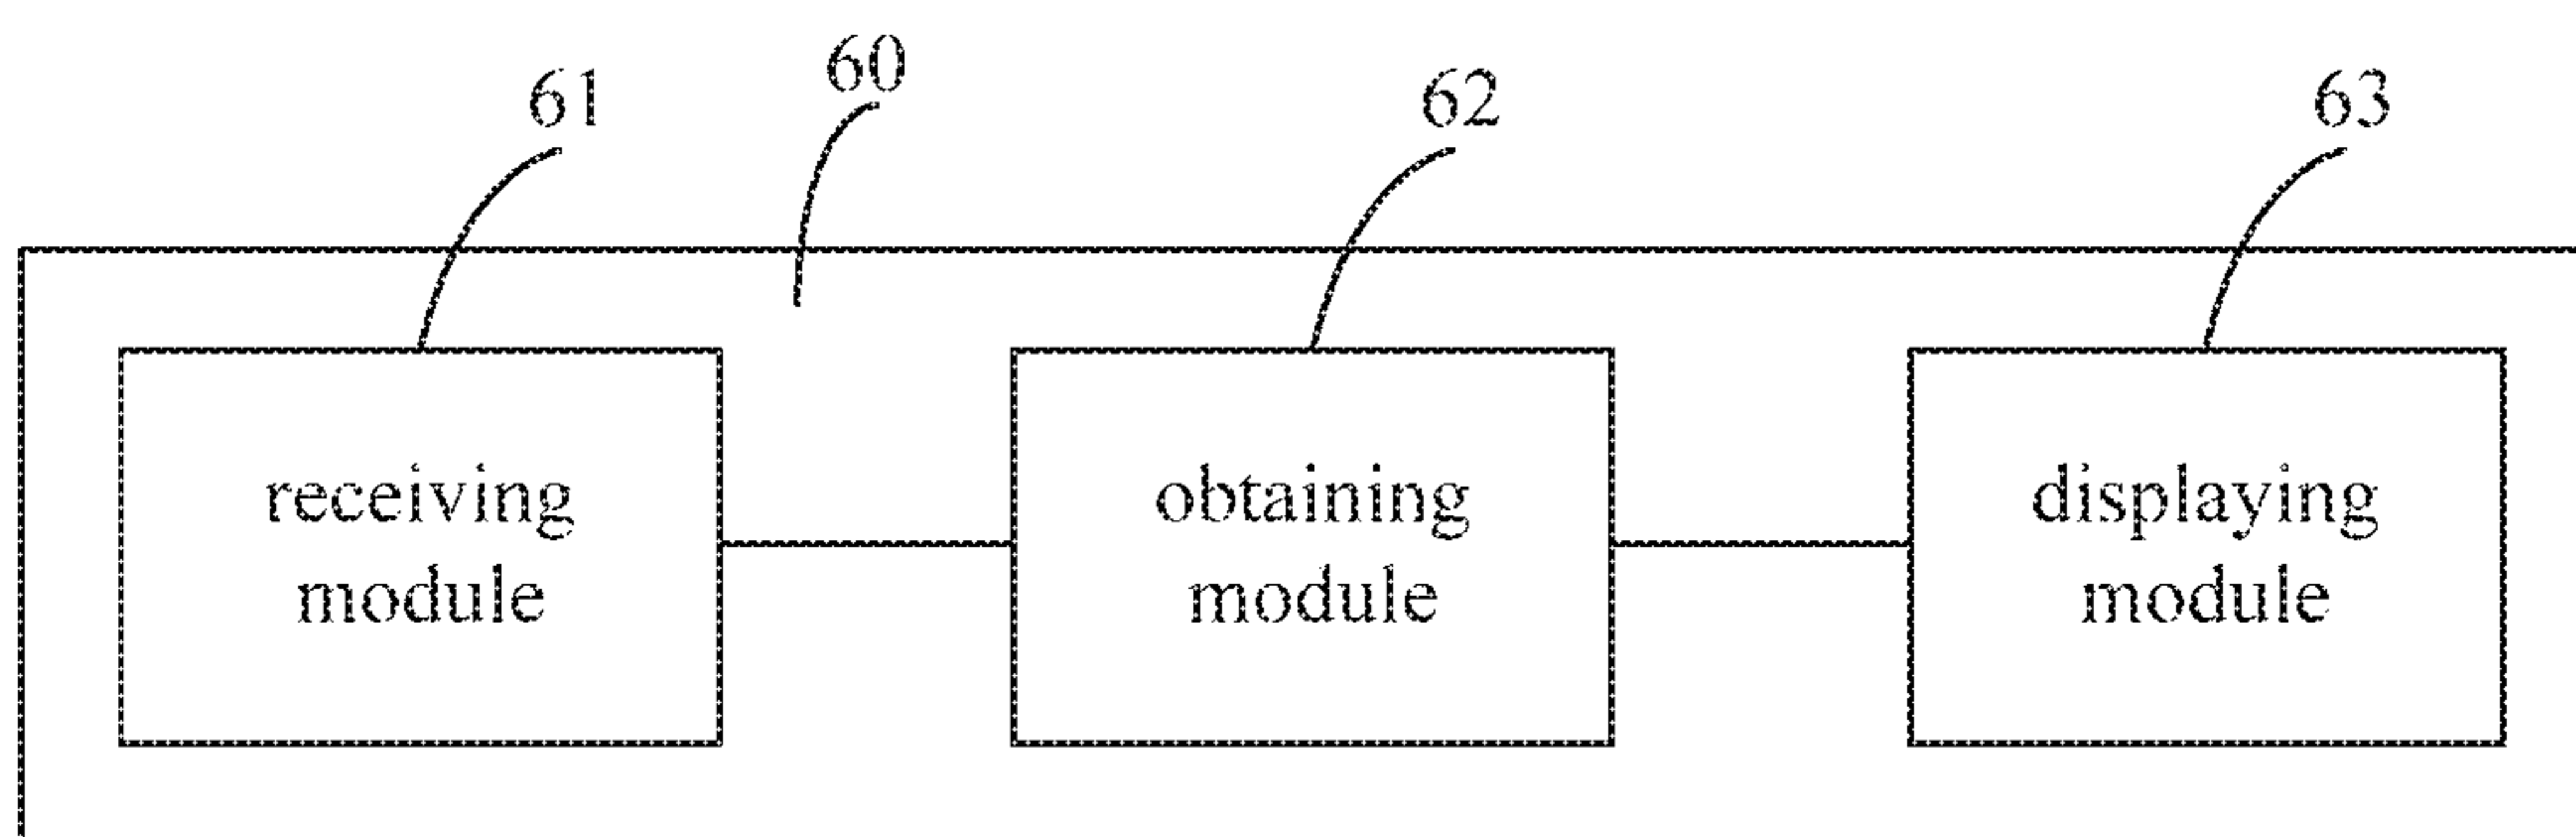 60
61
62
63
receiving
module
obtaining
module
displaying
module